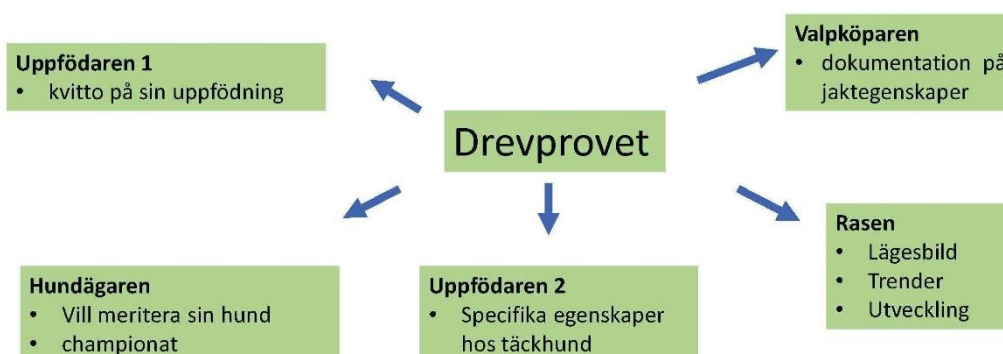 Uppfödaren 1
• kvitto på sin uppfödning
Valpköparen
• dokumentation på
jaktegenskaper
Drevprovet
Hundägaren
• Vill meritera sin hund
• championat
Uppfödaren 2
• Specifika egenskaper
hos täckhund
Rasen
• Lägesbild
• Trender
• Utveckling